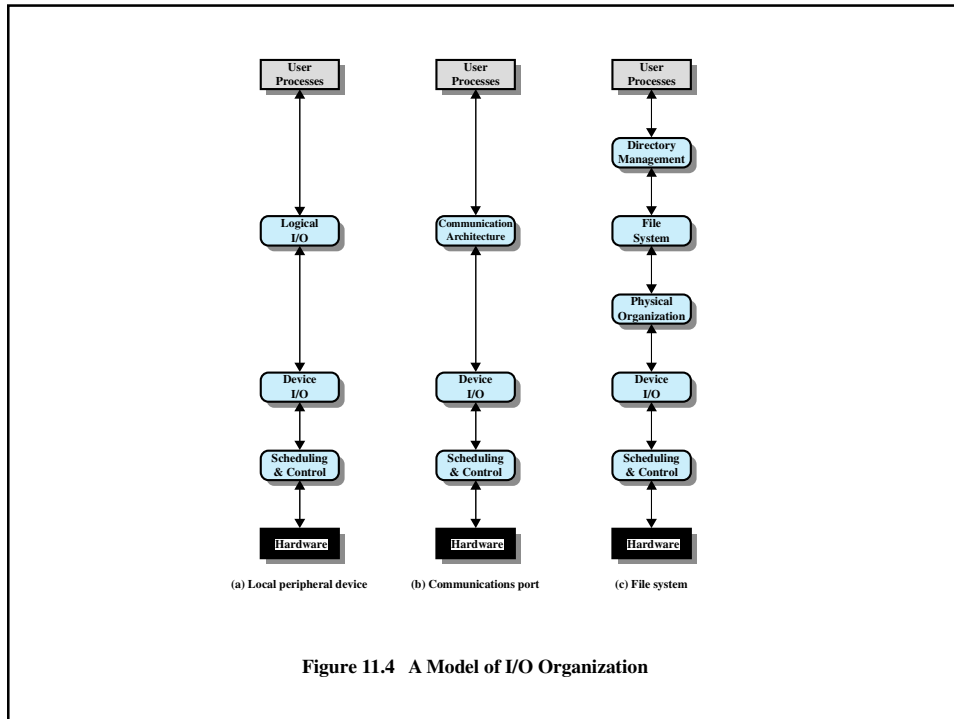 User
Processes
Logical
I/O
Device
I/O
Scheduling
& Control
Hardware
(a) Local peripheral device
User
Processes
Communication
Architecture
Device
I/O
Scheduling
& Control
Hardware
(b) Communications port
User
Processes
Directory
Management
File
System
Physical
Organization
Device
I/O
Scheduling
& Control
Hardware
(c) File system
Figure 11.4 A Model of I/O Organization